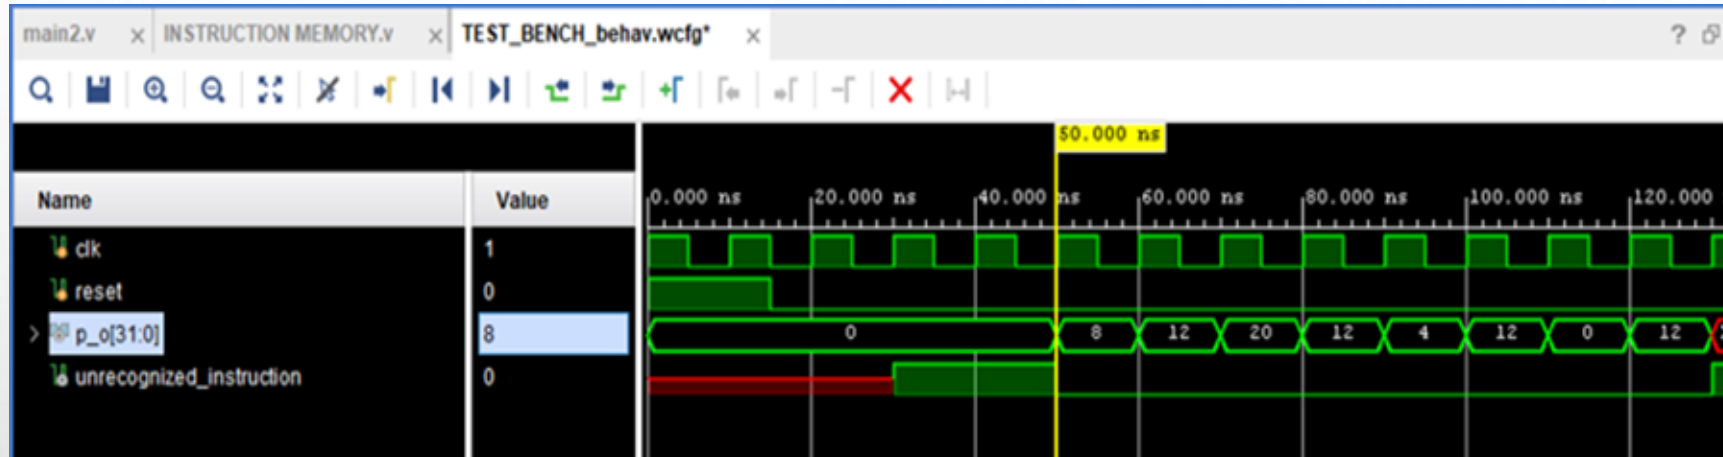 main2.v × INSTRUCTION MEMORY.v × TEST_BENCH_behav.wcfg* × ?
50.000 ns
Name Value 0.000 ns 20.000 ns 40.000 ns 60.000 ns 80.000 ns 100.000 ns 120.000
clk 1
reset 0
p_o[31:0] 8 0 8 12 20 12 4 12 0 12
unrecognized_instruction 0